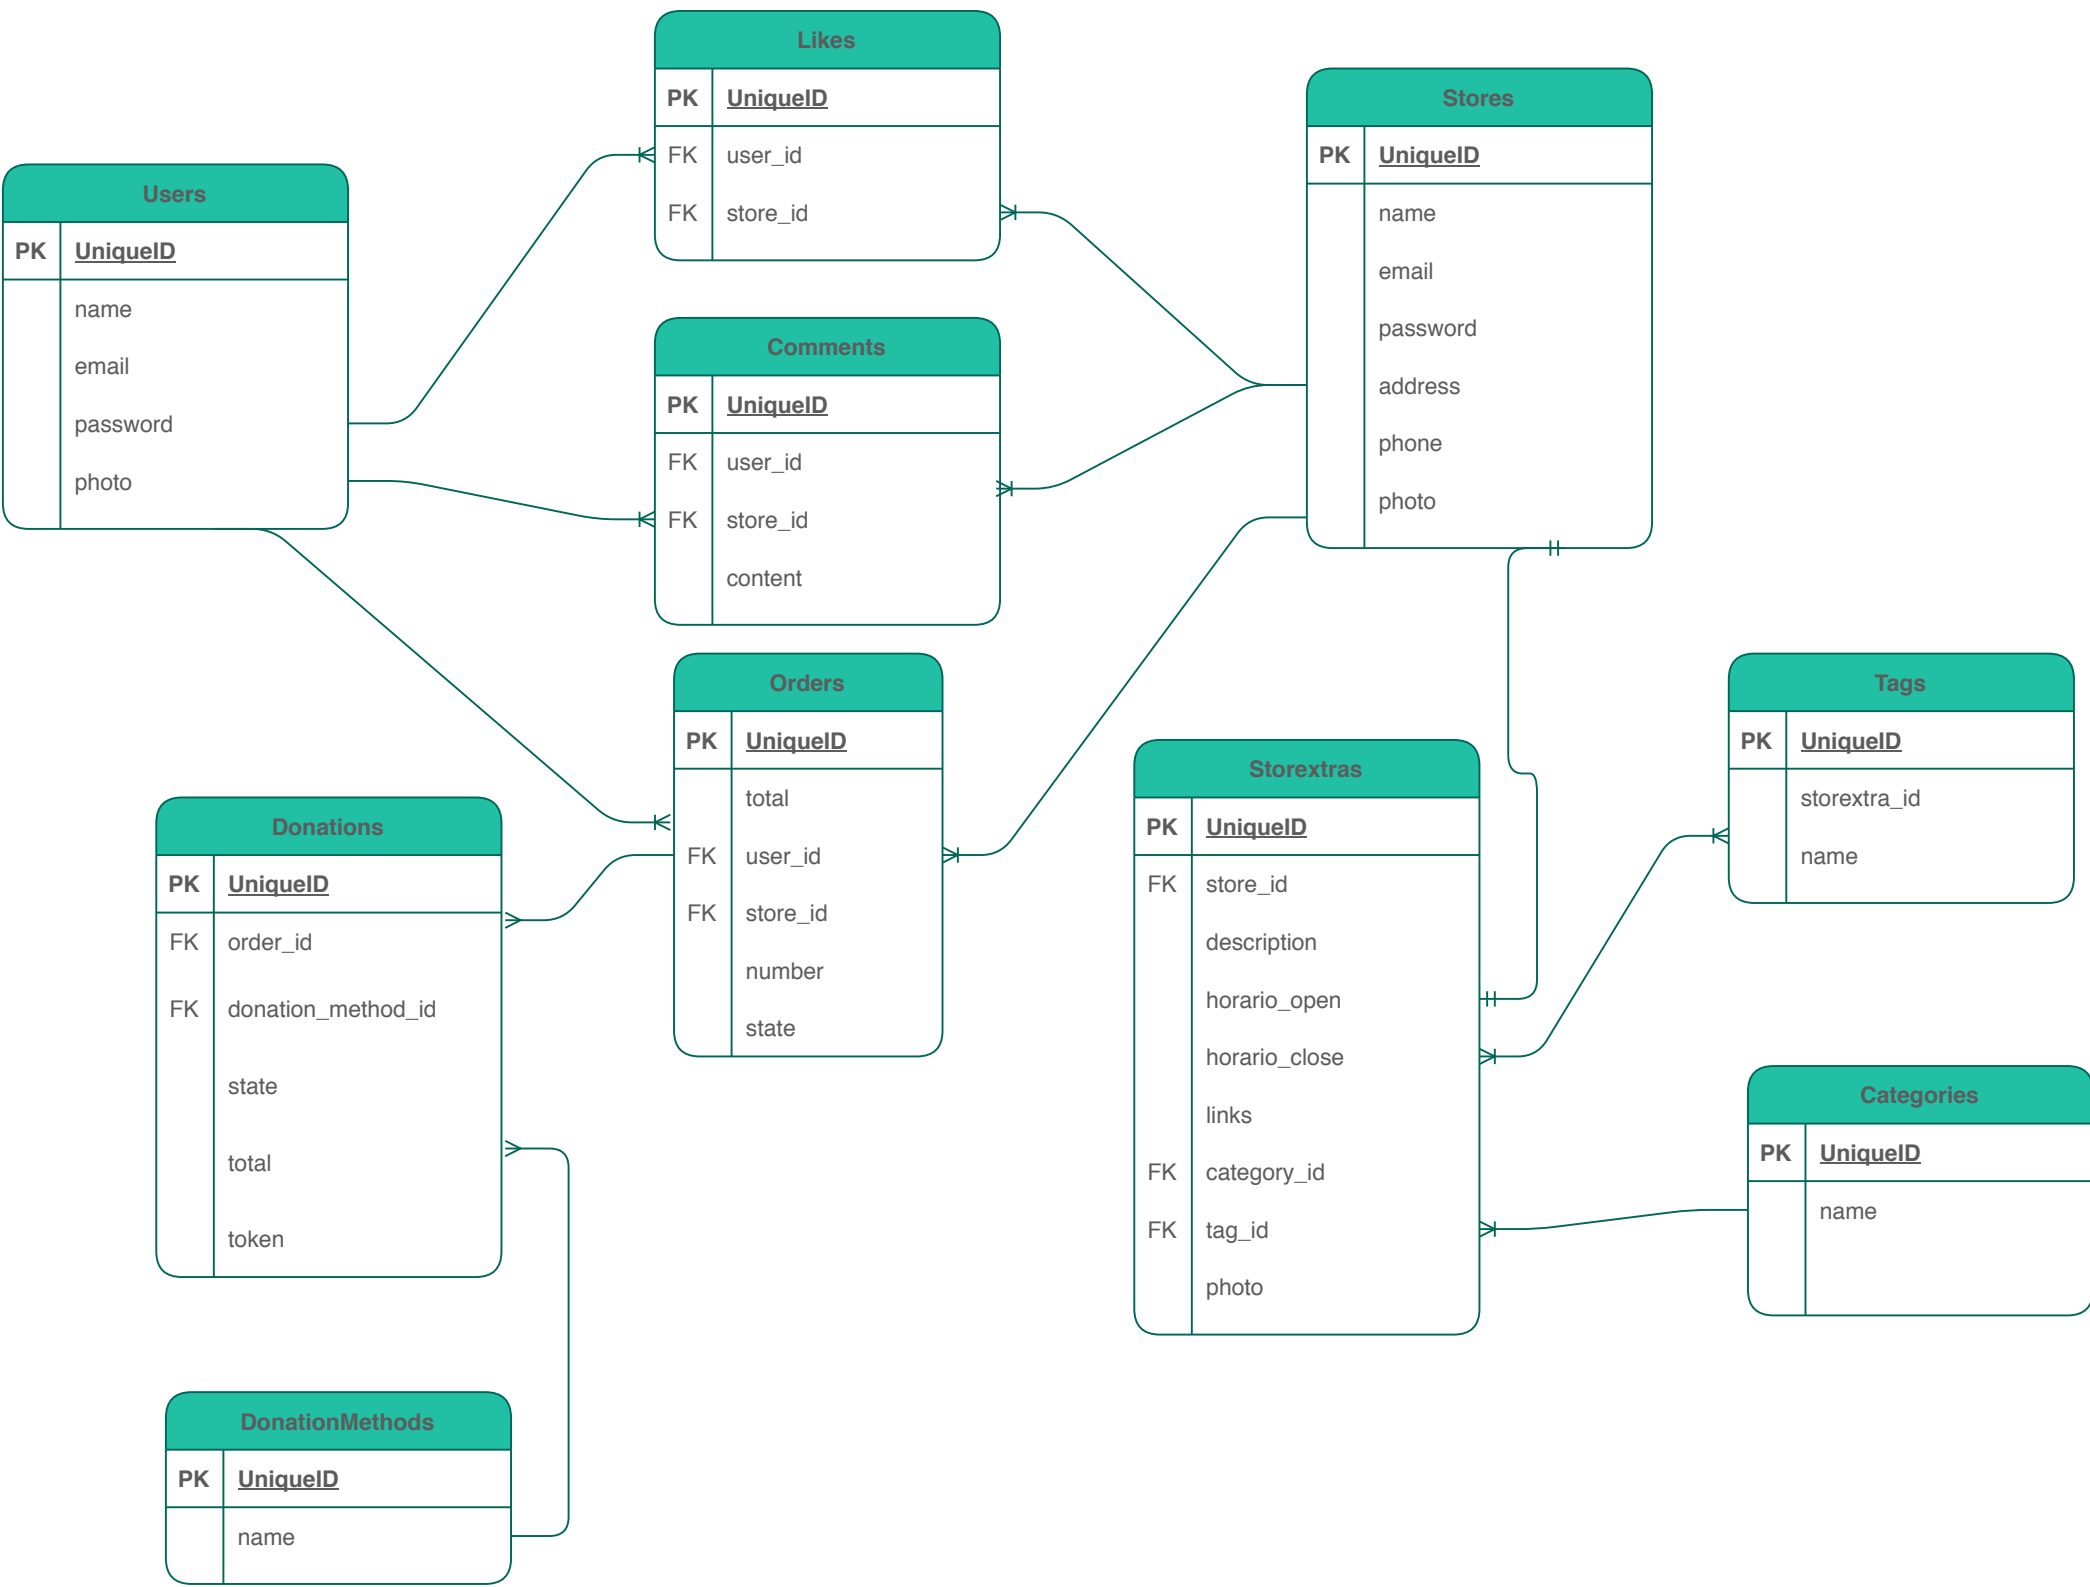 Likes
PK UniqueID
FK user_id
FK store_id
Stores
PK UniqueID
name
email
password
address
phone
photo
Users
PK UniqueID
name
email
password
photo
Comments
PK UniqueID
FK user_id
FK store_id
content
Orders
PK UniqueID
total
FK user_id
FK store_id
number
state
Tags
PK UniqueID
storextra_id
name
Storextras
PK UniqueID
FK store_id
description
horario_open
horario_close
links
FK category_id
FK tag_id
photo
Donations
PK UniqueID
FK order_id
FK donation_method_id
state
total
token
Categories
PK UniqueID
name
DonationMethods
PK UniqueID
name